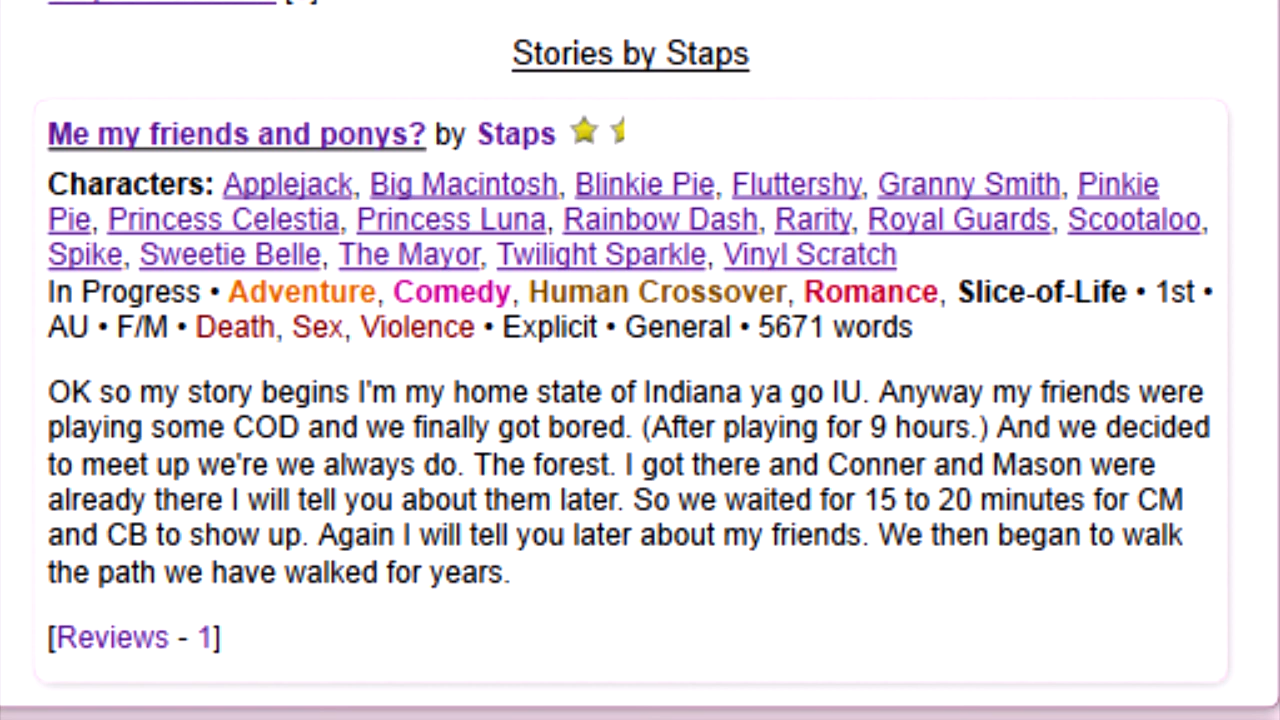 Stories by Staps
Me my friends and ponys? by Staps
Characters: Applejack, Big Macintosh, Blinkie Pie, Fluttershy, Granny Smith, Pinkie
Pie, Princess Celestia, Princess Luna, Rainbow Dash, Rarity, Royal Guards, Scootaloo,
Spike, Sweetie Belle, The Mayor, Twilight Sparkle, Vinyl Scratch
In Progress • Adventure, Comedy, Human Crossover, Romance, Slice-of-Life • 1st •
AU • F/M • Death, Sex, Violence • Explicit • General • 5671 words
OK so my story begins I'm my home state of Indiana ya go IU. Anyway my friends were
playing some COD and we finally got bored. (After playing for 9 hours.) And we decided
to meet up we're we always do. The forest. I got there and Conner and Mason were
already there I will tell you about them later. So we waited for 15 to 20 minutes for CM
and CB to show up. Again I will tell you later about my friends. We then began to walk
the path we have walked for years.
[Reviews - 1]